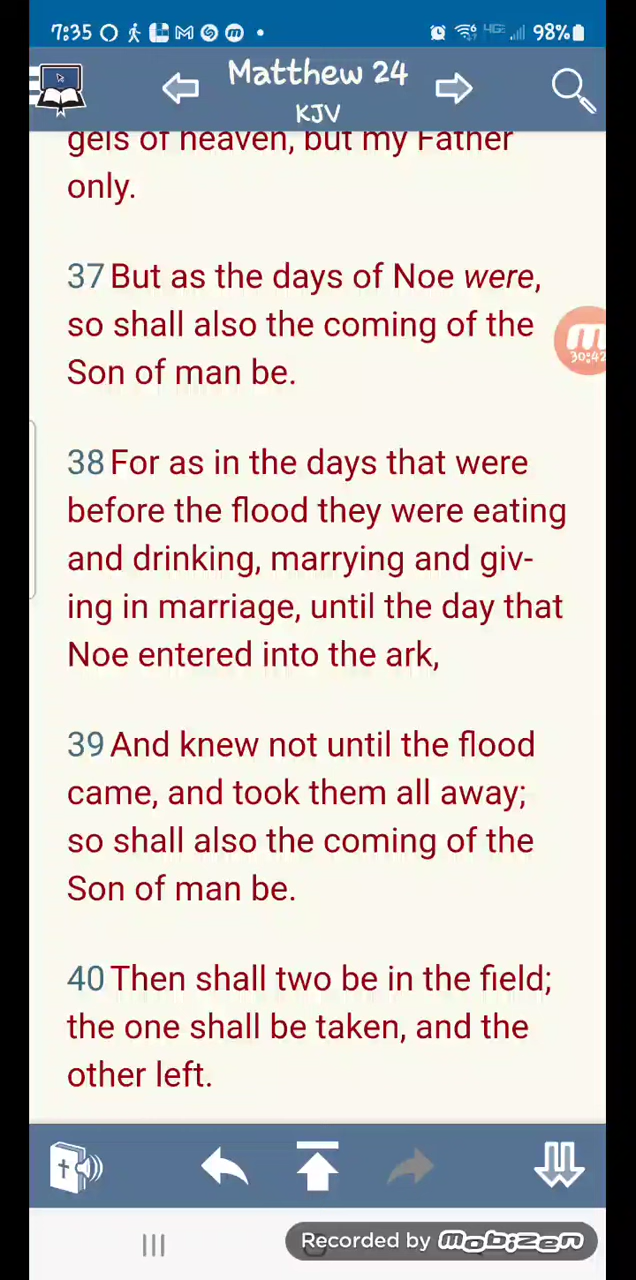 7:35
98%
Matthew 24
KJV
gels of heaven, but my Father
only.
37 But as the days of Noe were,
so shall also the coming of the
Son of man be.
30:42
38 For as in the days that were
before the flood they were eating
and drinking, marrying and giv-
ing in marriage, until the day that
Noe entered into the ark,
39 And knew not until the flood
came, and took them all away;
so shall also the coming of the
Son of man be.
40 Then shall two be in the field;
the one shall be taken, and the
other left.
Recorded by mobizen